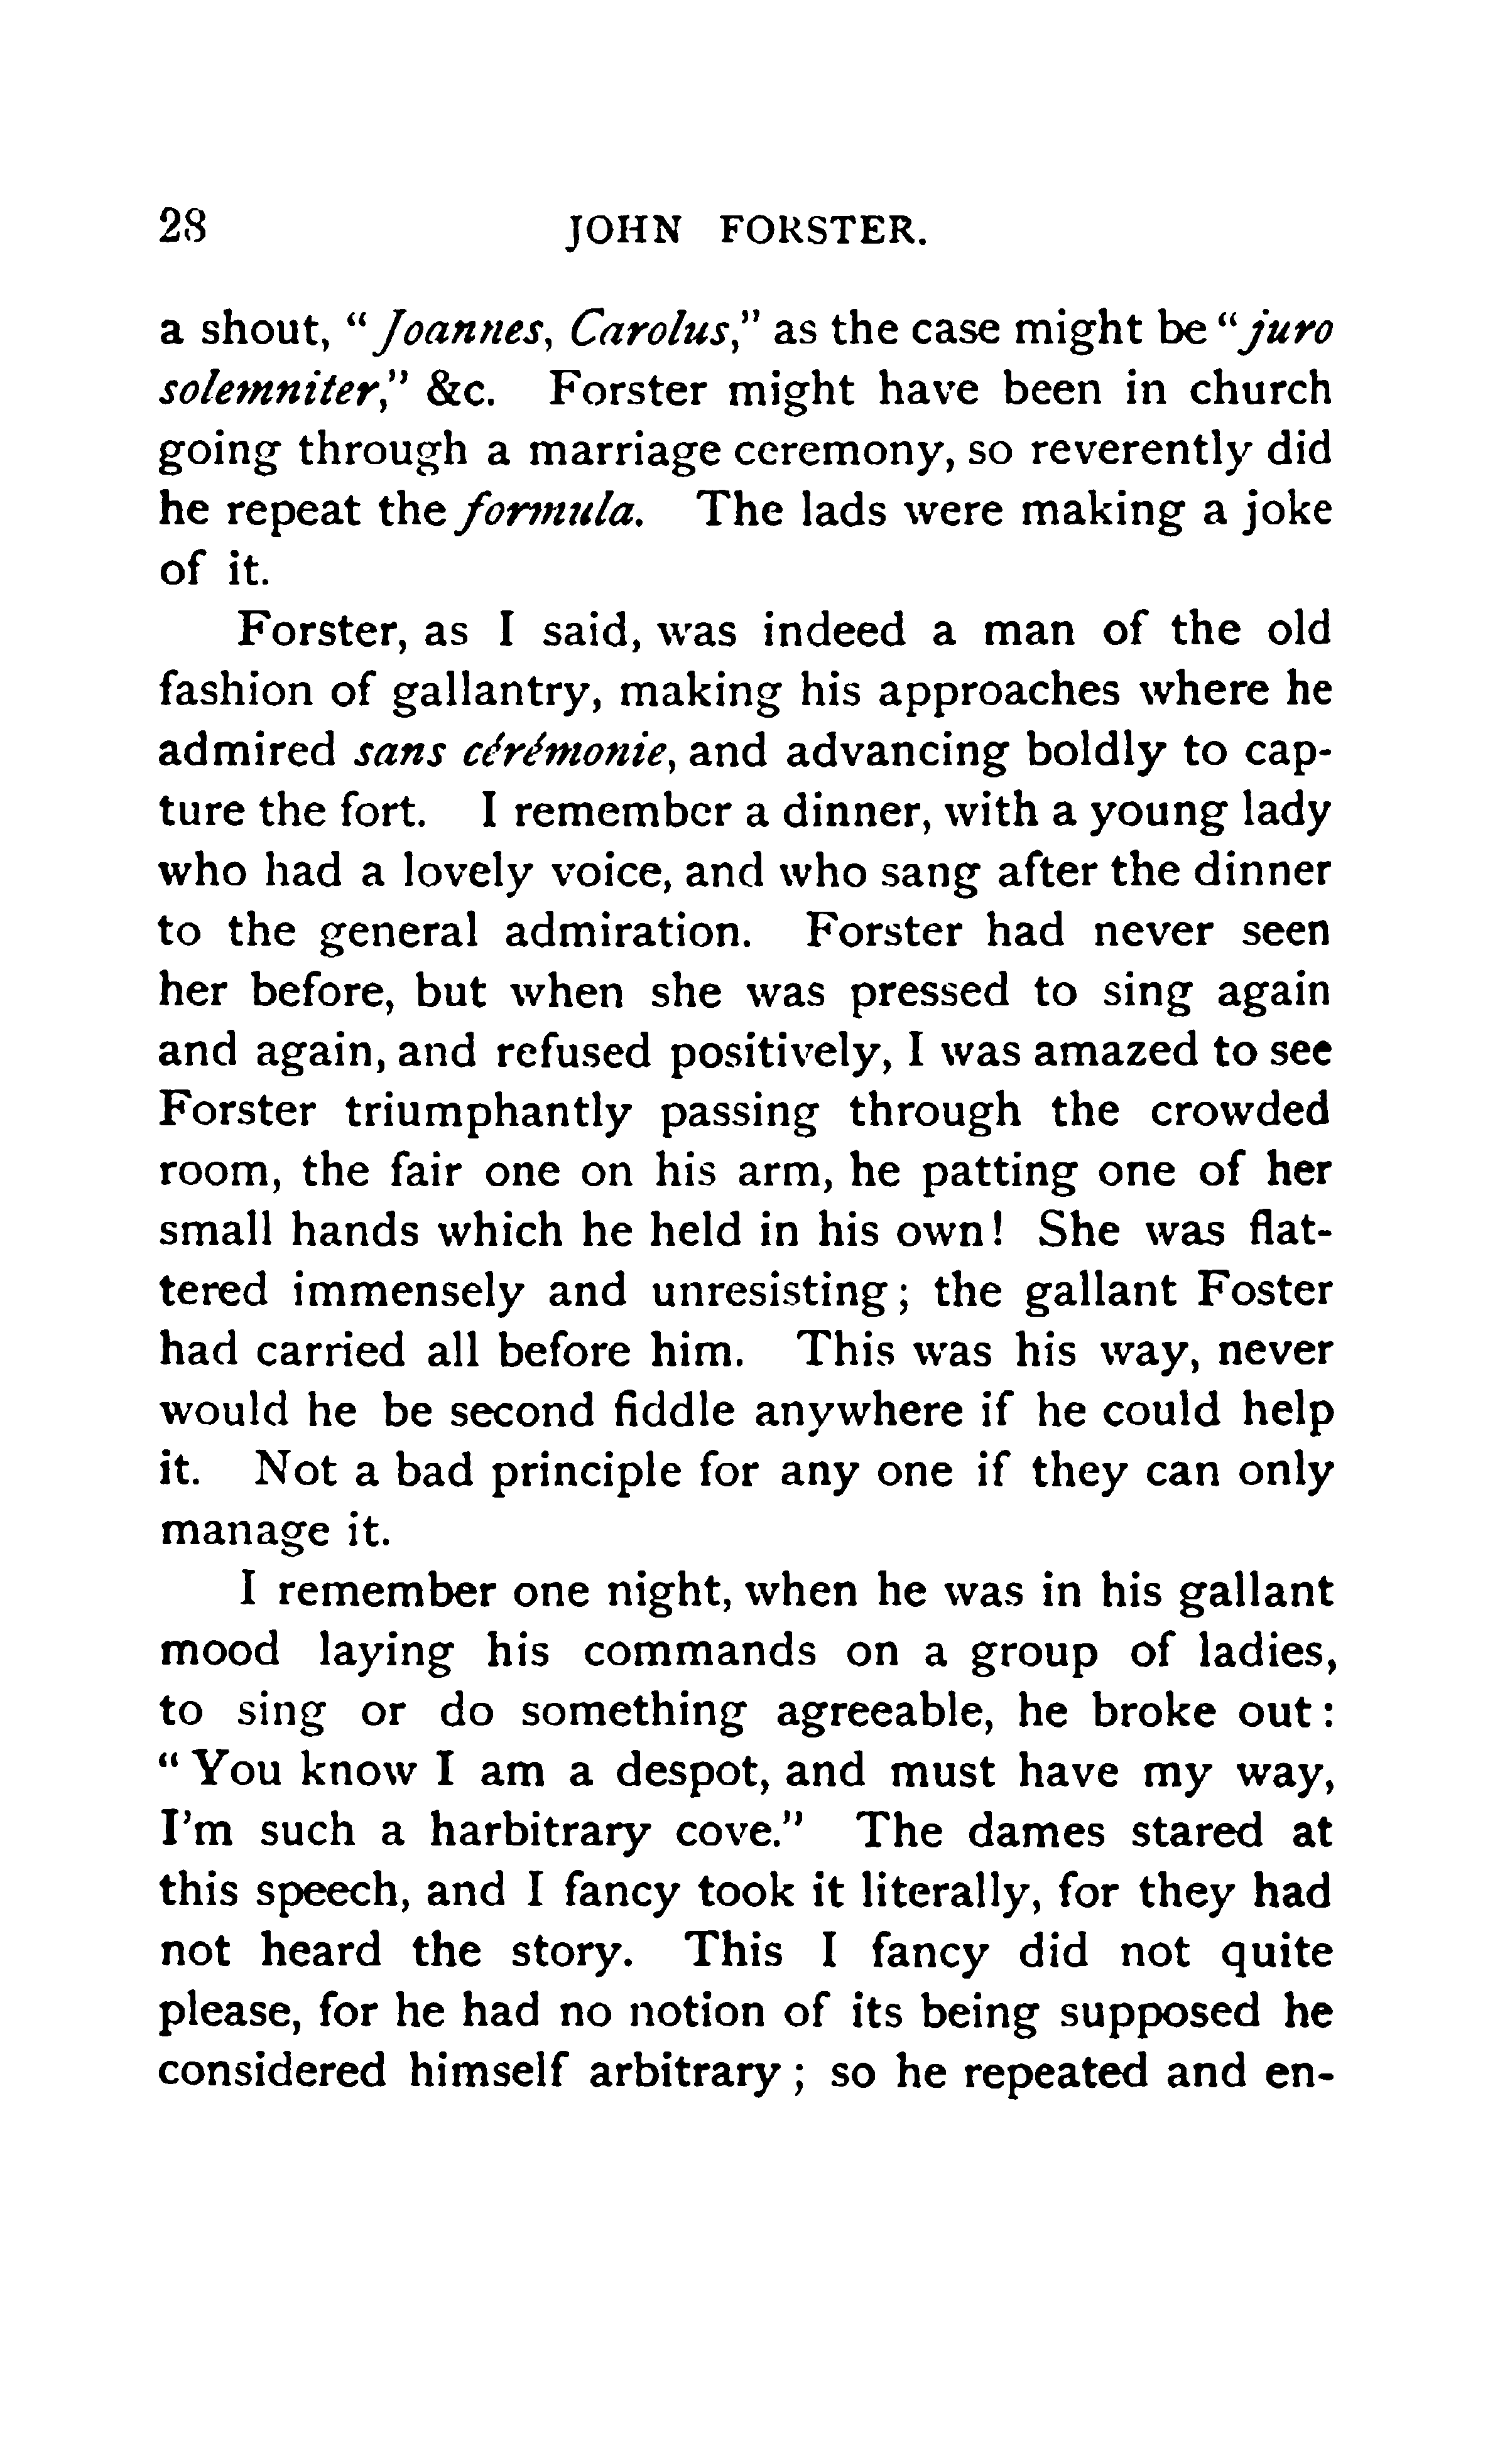 28 JOHN FORSTER.
a shout, "Joannes, Carolus," as the case might be "juro
solemniter," &c. Forster might have been in church
going through a marriage ceremony, so reverently did
he repeat the formula. The lads were making a joke
of it.
Forster, as I said, was indeed a man of the old
fashion of gallantry, making his approaches where he
admired sans cérémonie, and advancing boldly to cap-
ture the fort. I remember a dinner, with a young lady
who had a lovely voice, and who sang after the dinner
to the general admiration. Forster had never seen
her before, but when she was pressed to sing again
and again, and refused positively, I was amazed to see
Forster triumphantly passing through the crowded
room, the fair one on his arm, he patting one of her
small hands which he held in his own! She was flat-
tered immensely and unresisting; the gallant Foster
had carried all before him. This was his way, never
would he be second fiddle anywhere if he could help
it. Not a bad principle for any one if they can only
manage it.
I remember one night, when he was in his gallant
mood laying his commands on a group of ladies,
to sing or do something agreeable, he broke out:
"You know I am a despot, and must have my way,
I'm such a harbitrary cove." The dames stared at
this speech, and I fancy took it literally, for they had
not heard the story. This I fancy did not quite
please, for he had no notion of its being supposed he
considered himself arbitrary; so he repeated and en-